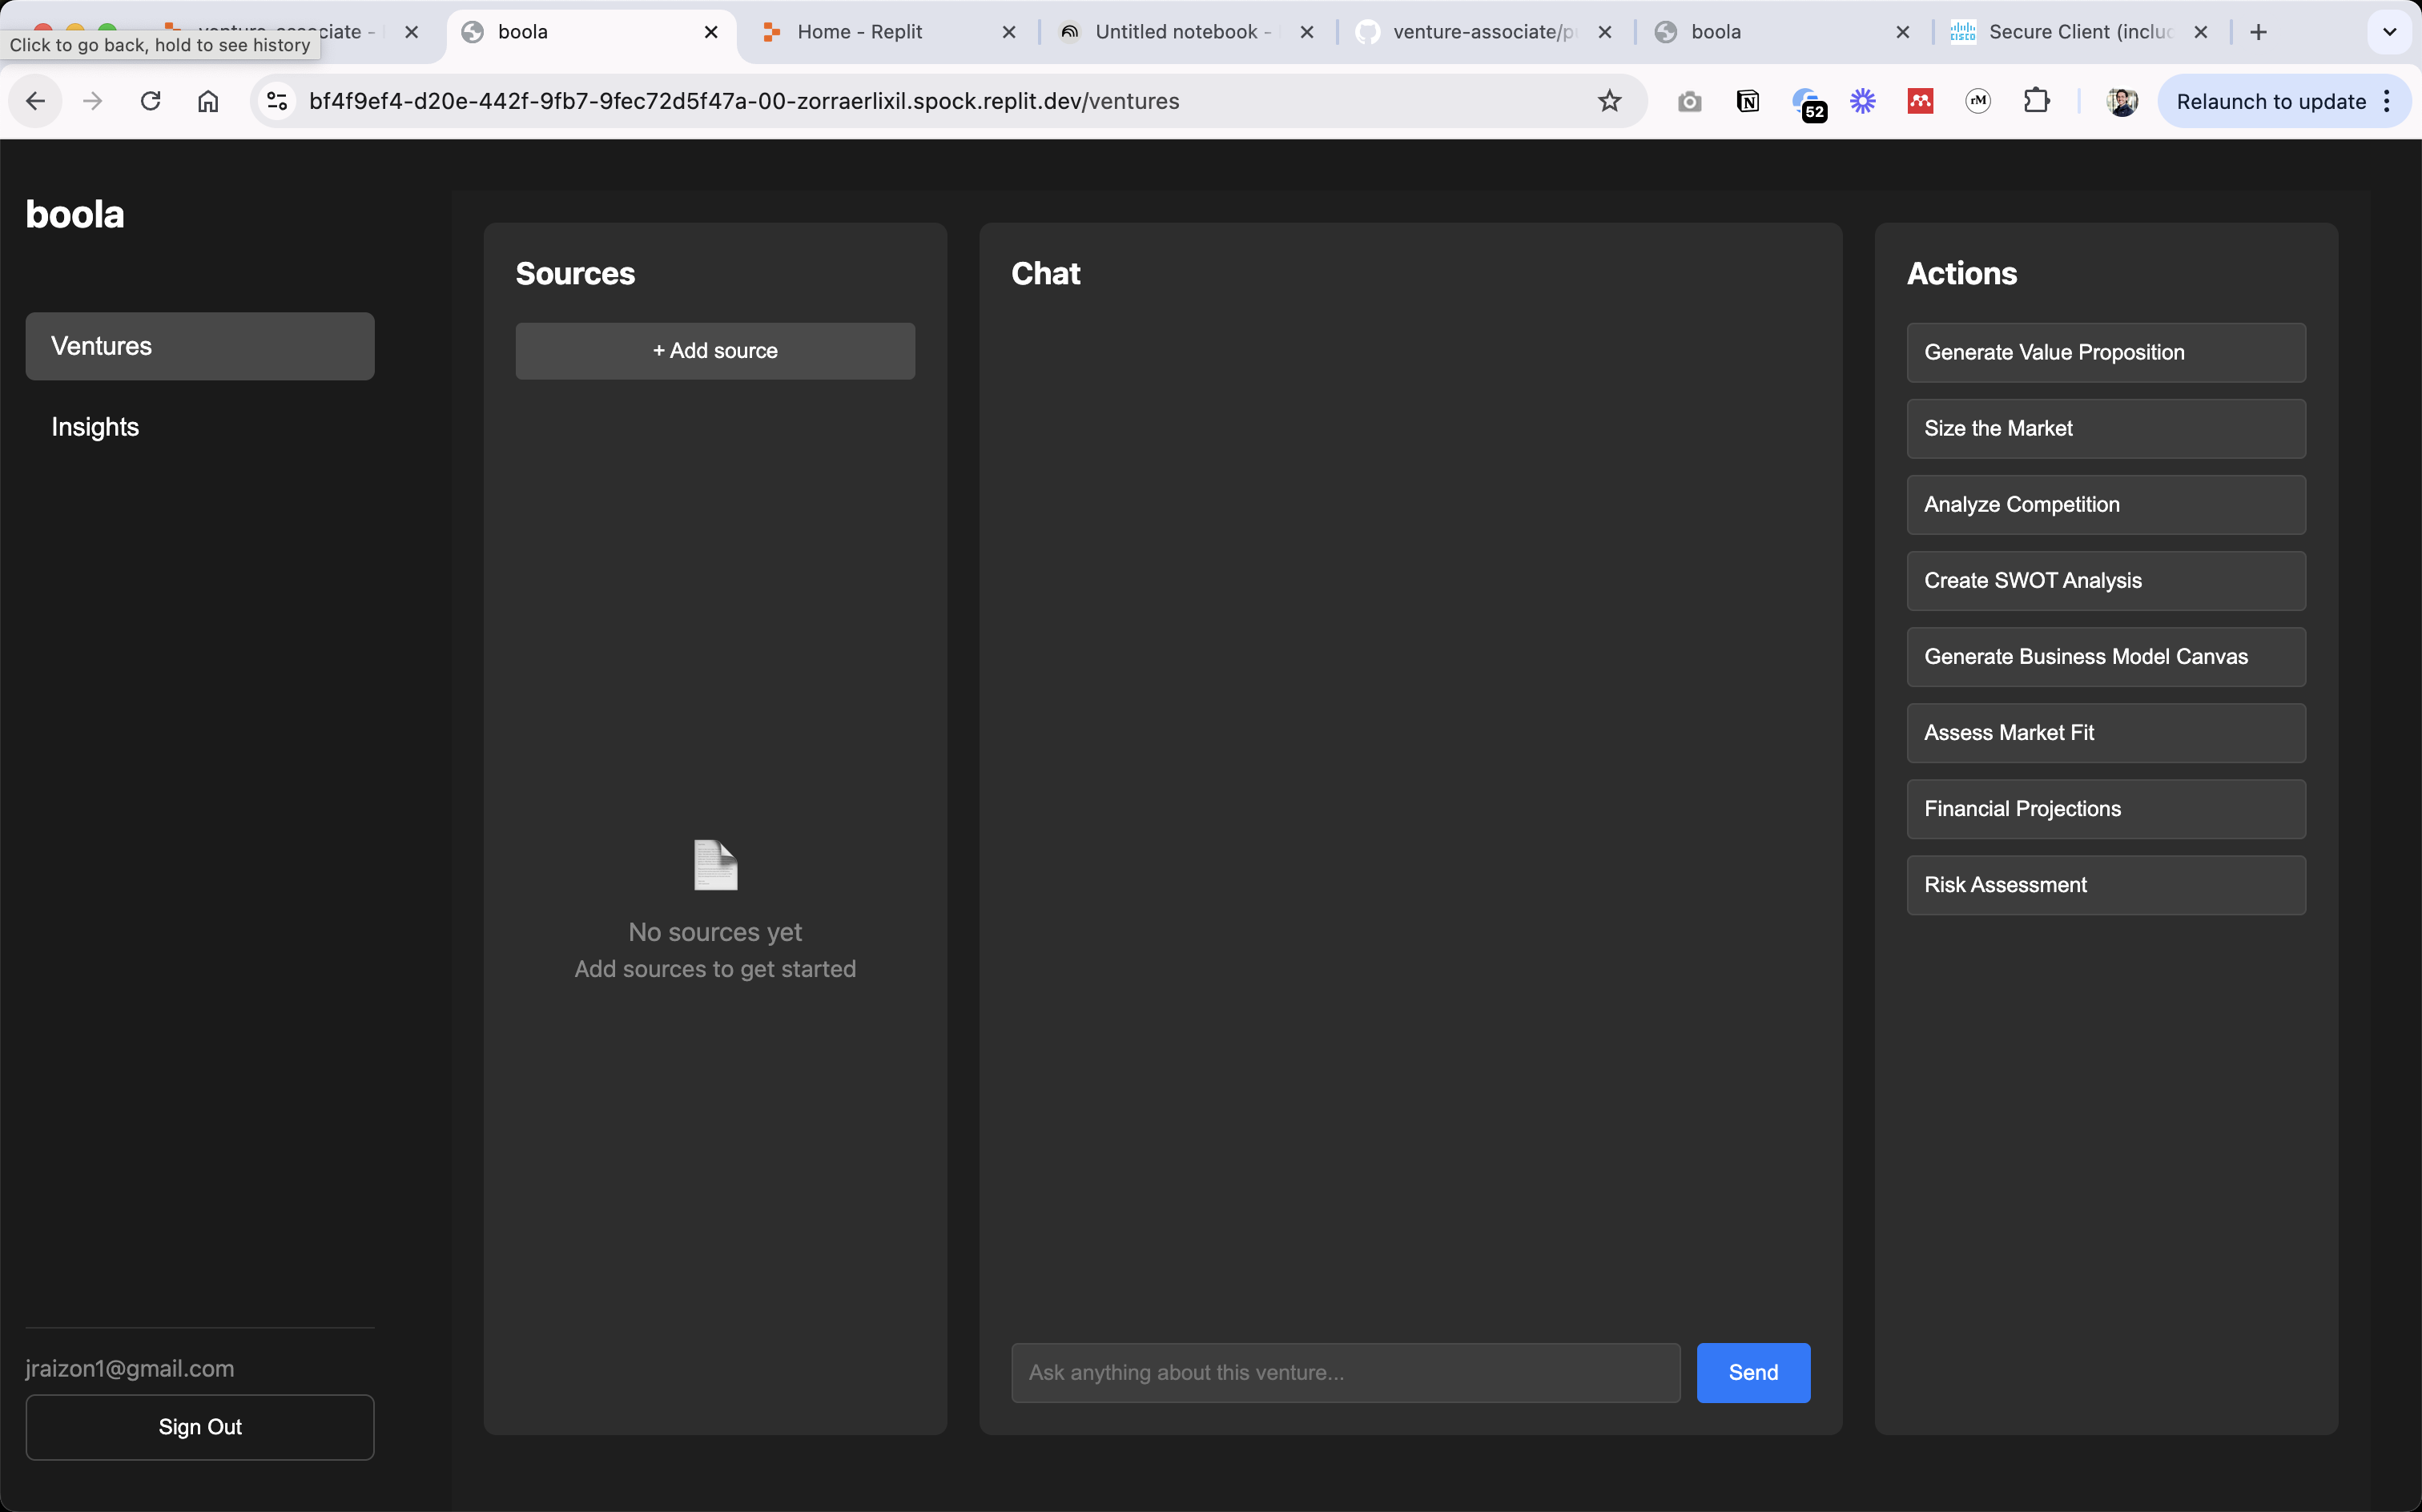 venture-associate -
boola
Home - Replit
Untitled notebook -
venture-associate/p
boola
Secure Client (includ
Click to go back, hold to see history
bf4f9ef4-d20e-442f-9fb7-9fec72d5f47a-00-zorraerlixil.spock.replit.dev/ventures
52
rM
Relaunch to update
boola
Ventures
Insights
jraizon1@gmail.com
Sign Out
Sources
+ Add source
No sources yet
Add sources to get started
Chat
Ask anything about this venture...
Send
Actions
Generate Value Proposition
Size the Market
Analyze Competition
Create SWOT Analysis
Generate Business Model Canvas
Assess Market Fit
Financial Projections
Risk Assessment